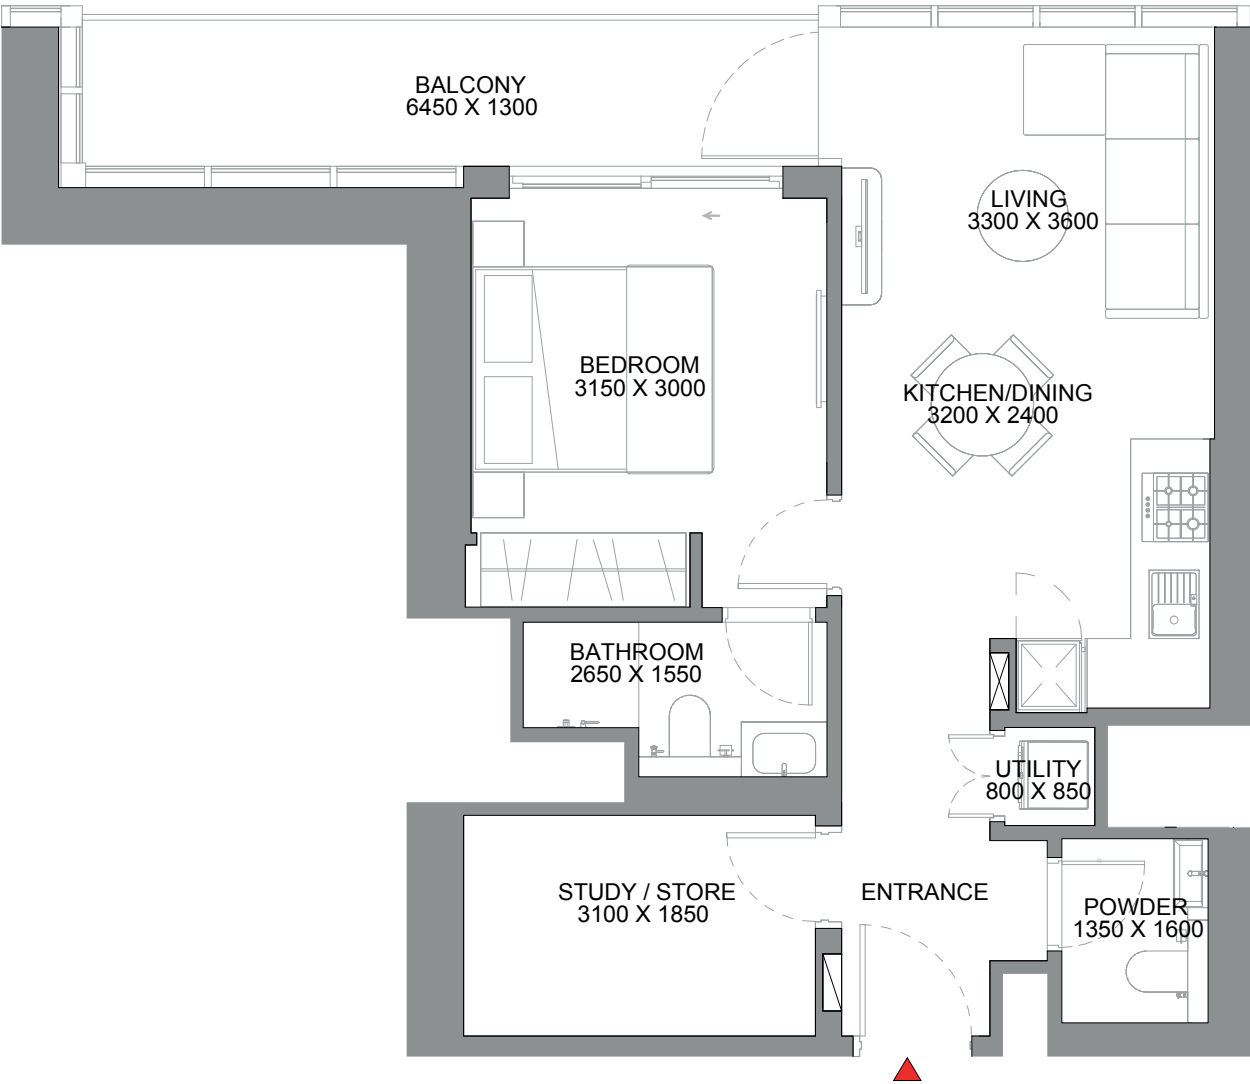 BALCONY
6450 X 1300
LIVING
3300 X 3600
BEDROOM
3150 X 3000
KITCHEN/DINING
3200 X 2400
BATHROOM
2650 X 1550
UTILITY
800 X 850
STUDY / STORE
3100 X 1850
ENTRANCE
POWDER
1350 X 1600